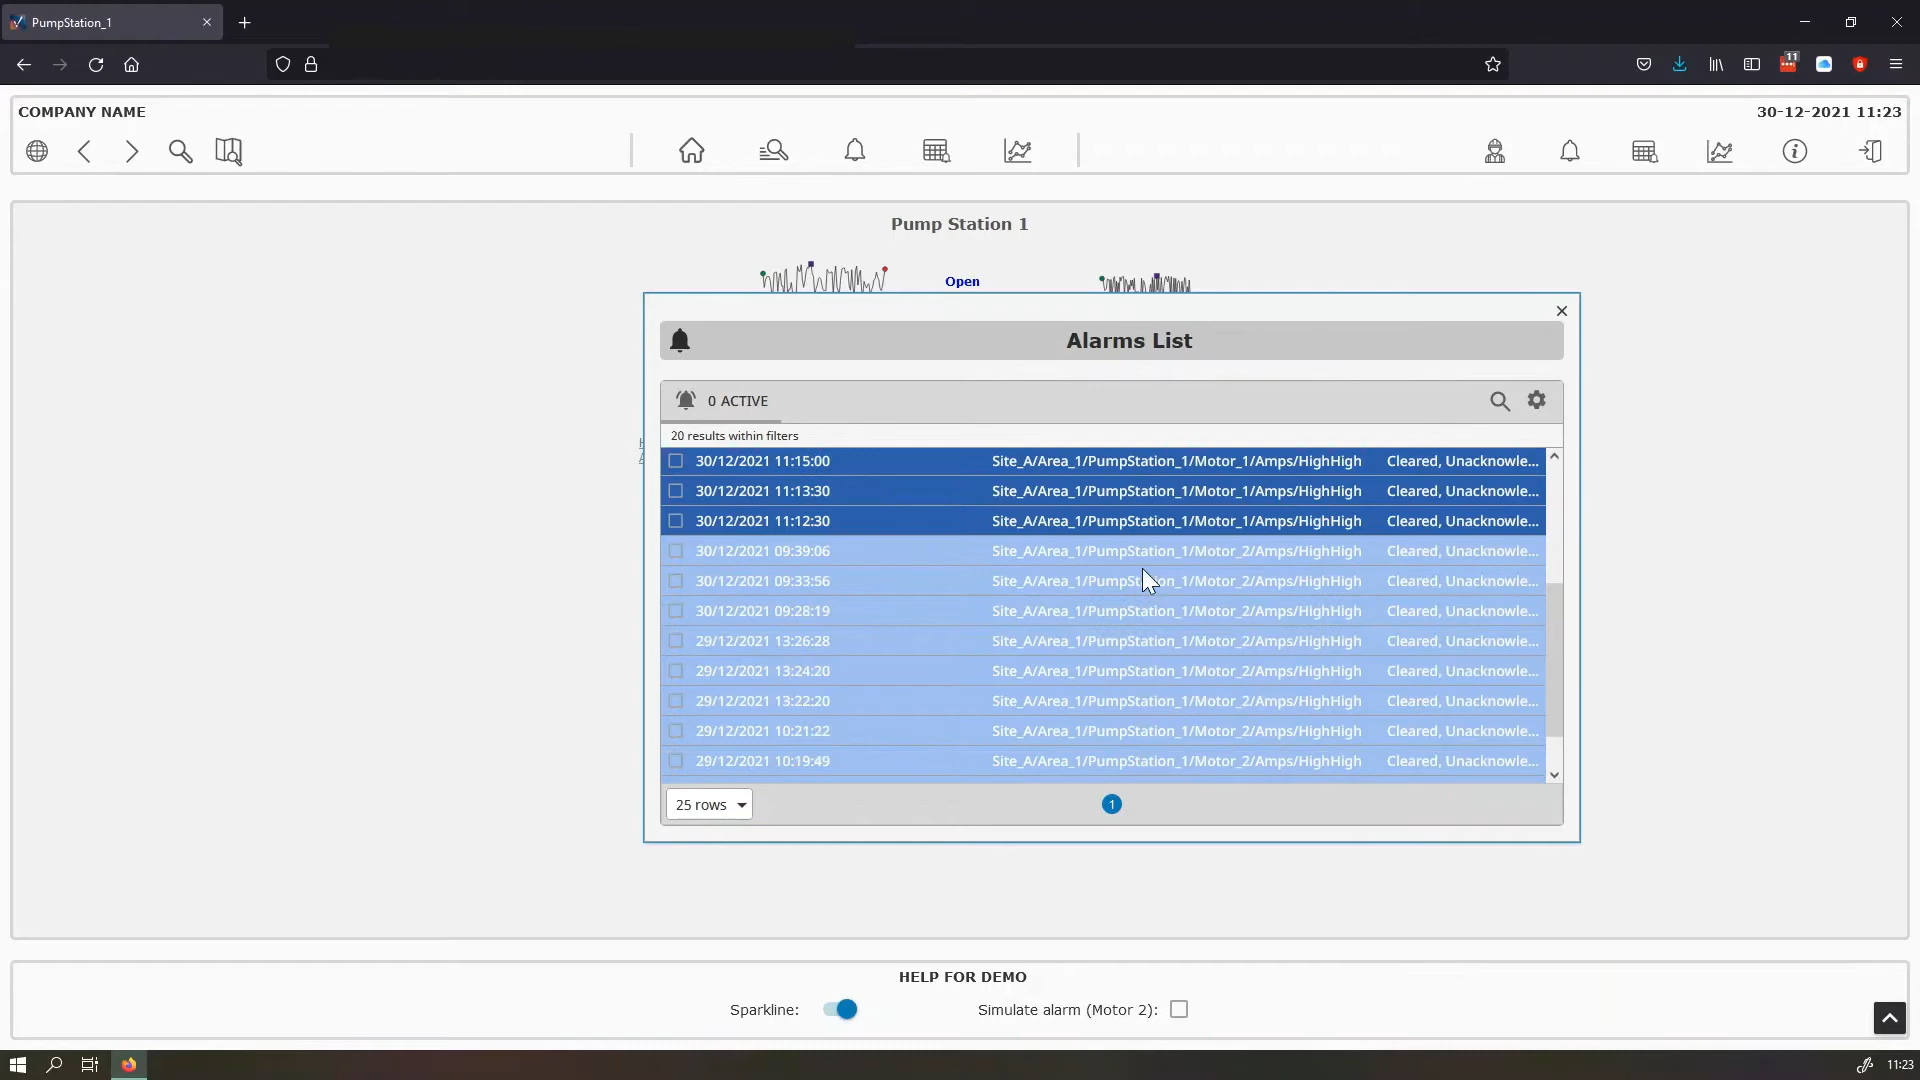 PumpStation_1
11
COMPANY NAME
30-12-2021 11:23
Pump Station 1
Open
Alarms List
0 ACTIVE
20 results within filters
30/12/2021 11:15:00 Site_A/Area_1/PumpStation_1/Motor_1/Amps/HighHigh Cleared, Unacknowle...
30/12/2021 11:13:30 Site_A/Area_1/PumpStation_1/Motor_1/Amps/HighHigh Cleared, Unacknowle...
30/12/2021 11:12:30 Site_A/Area_1/PumpStation_1/Motor_1/Amps/HighHigh Cleared, Unacknowle...
30/12/2021 09:39:06 Site_A/Area_1/PumpStation_1/Motor_2/Amps/HighHigh Cleared, Unacknowle...
30/12/2021 09:33:56 Site_A/Area_1/PumpStation_1/Motor_2/Amps/HighHigh Cleared, Unacknowle...
30/12/2021 09:28:19 Site_A/Area_1/PumpStation_1/Motor_2/Amps/HighHigh Cleared, Unacknowle...
29/12/2021 13:26:28 Site_A/Area_1/PumpStation_1/Motor_2/Amps/HighHigh Cleared, Unacknowle...
29/12/2021 13:24:20 Site_A/Area_1/PumpStation_1/Motor_2/Amps/HighHigh Cleared, Unacknowle...
29/12/2021 13:22:20 Site_A/Area_1/PumpStation_1/Motor_2/Amps/HighHigh Cleared, Unacknowle...
29/12/2021 10:21:22 Site_A/Area_1/PumpStation_1/Motor_2/Amps/HighHigh Cleared, Unacknowle...
29/12/2021 10:19:49 Site_A/Area_1/PumpStation_1/Motor_2/Amps/HighHigh Cleared, Unacknowle...
25 rows
1
HELP FOR DEMO
Sparkline:
Simulate alarm (Motor 2):
11:23